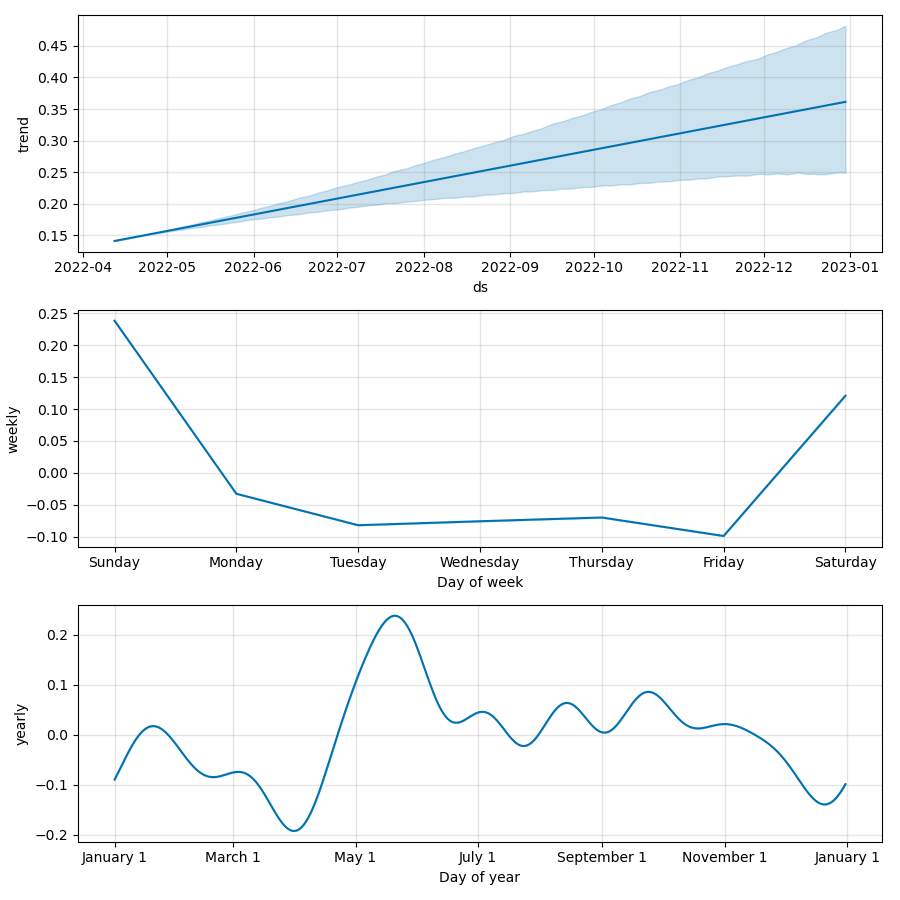 0.45
0.40
0.35
0.30
0.25
0.20
0.15
trend
2022-04 2022-05 2022-06 2022-07 2022-08 2022-09 2022-10 2022-11 2022-12 2023-01
ds
0.25
0.20
0.15
0.10
0.05
0.00
−0.05
−0.10
weekly
Sunday Monday Tuesday Wednesday Thursday Friday Saturday
Day of week
0.2
0.1
0.0
−0.1
−0.2
yearly
January 1 March 1 May 1 July 1 September 1 November 1 January 1
Day of year